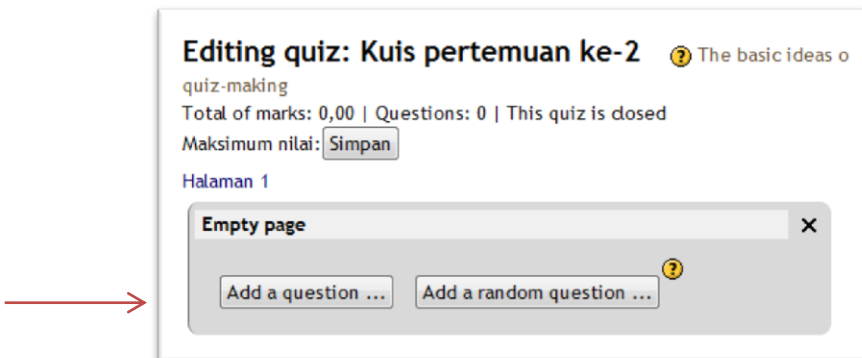 Editing quiz: Kuis pertemuan ke-2 ? The basic ideas o
quiz-making
Total of marks: 0,00 | Questions: 0 | This quiz is closed
Maksimum nilai: Simpan
Halaman 1
Empty page ×
?
Add a question ... Add a random question ...